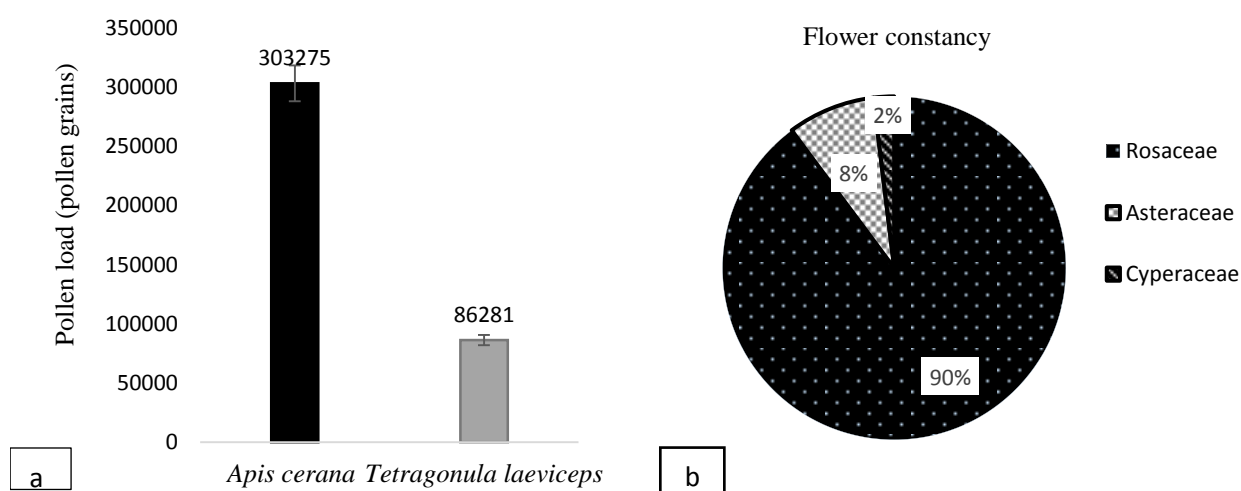 Pollen load (pollen grains)
350000
300000
250000
200000
150000
100000
50000
0
303275
86281
Apis cerana Tetragonula laeviceps
a
Flower constancy
2%
8%
90%
Rosaceae
Asteraceae
Cyperaceae
b